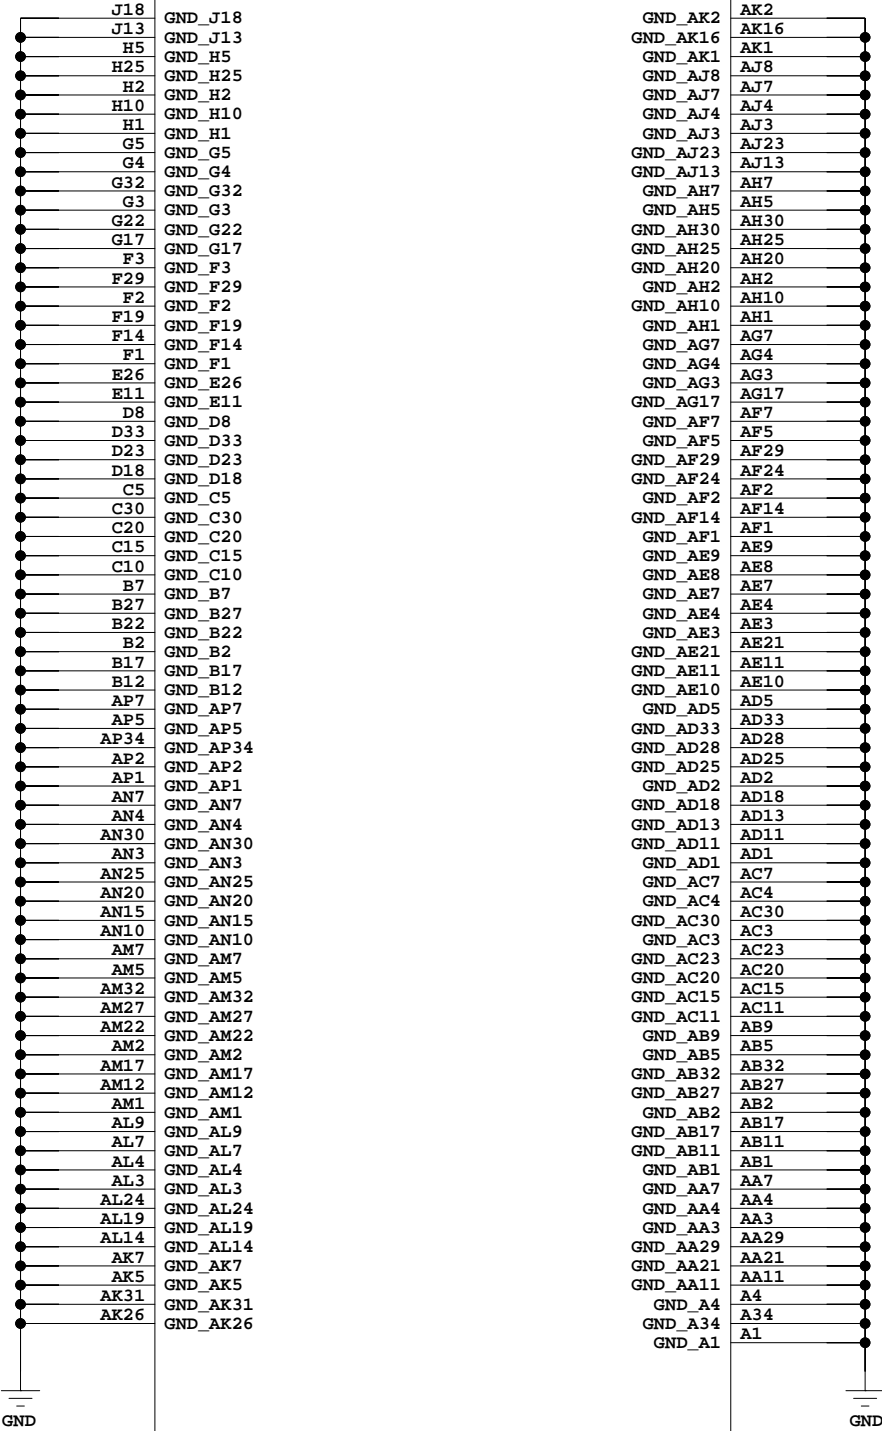 J18 GND_J18 GND_AK2 AK2
J13 GND_J13 GND_AK16 AK16
H5 GND_H5 GND_AK1 AK1
H25 GND_H25 GND_AJ8 AJ8
H2 GND_H2 GND_AJ7 AJ7
H10 GND_H10 GND_AJ4 AJ4
H1 GND_H1 GND_AJ3 AJ3
G5 GND_G5 GND_AJ23 AJ23
G4 GND_G4 GND_AJ13 AJ13
G32 GND_G32 GND_AH7 AH7
G3 GND_G3 GND_AH5 AH5
G22 GND_G22 GND_AH30 AH30
G17 GND_G17 GND_AH25 AH25
F3 GND_F3 GND_AH20 AH20
F29 GND_F29 GND_AH2 AH2
F2 GND_F2 GND_AH10 AH10
F19 GND_F19 GND_AH1 AH1
F14 GND_F14 GND_AG7 AG7
F1 GND_F1 GND_AG4 AG4
E26 GND_E26 GND_AG3 AG3
E11 GND_E11 GND_AG17 AG17
D8 GND_D8 GND_AF7 AF7
D33 GND_D33 GND_AF5 AF5
D23 GND_D23 GND_AF29 AF29
D18 GND_D18 GND_AF24 AF24
C5 GND_C5 GND_AF2 AF2
C30 GND_C30 GND_AF14 AF14
C20 GND_C20 GND_AF1 AF1
C15 GND_C15 GND_AE9 AE9
C10 GND_C10 GND_AE8 AE8
B7 GND_B7 GND_AE7 AE7
B27 GND_B27 GND_AE4 AE4
B22 GND_B22 GND_AE3 AE3
B2 GND_B2 GND_AE21 AE21
B17 GND_B17 GND_AE11 AE11
B12 GND_B12 GND_AE10 AE10
AP7 GND_AP7 GND_AD5 AD5
AP5 GND_AP5 GND_AD33 AD33
AP34 GND_AP34 GND_AD28 AD28
AP2 GND_AP2 GND_AD25 AD25
AP1 GND_AP1 GND_AD2 AD2
AN7 GND_AN7 GND_AD18 AD18
AN4 GND_AN4 GND_AD13 AD13
AN30 GND_AN30 GND_AD11 AD11
AN3 GND_AN3 GND_AD1 AD1
AN25 GND_AN25 GND_AC7 AC7
AN20 GND_AN20 GND_AC4 AC4
AN15 GND_AN15 GND_AC30 AC30
AN10 GND_AN10 GND_AC3 AC3
AM7 GND_AM7 GND_AC23 AC23
AM5 GND_AM5 GND_AC20 AC20
AM32 GND_AM32 GND_AC15 AC15
AM27 GND_AM27 GND_AC11 AC11
AM22 GND_AM22 GND_AB9 AB9
AM2 GND_AM2 GND_AB5 AB5
AM17 GND_AM17 GND_AB32 AB32
AM12 GND_AM12 GND_AB27 AB27
AM1 GND_AM1 GND_AB2 AB2
AL9 GND_AL9 GND_AB17 AB17
AL7 GND_AL7 GND_AB11 AB11
AL4 GND_AL4 GND_AB1 AB1
AL3 GND_AL3 GND_AA7 AA7
AL24 GND_AL24 GND_AA4 AA4
AL19 GND_AL19 GND_AA3 AA3
AL14 GND_AL14 GND_AA29 AA29
AK7 GND_AK7 GND_AA21 AA21
AK5 GND_AK5 GND_AA11 AA11
AK31 GND_AK31 GND_A4 A4
AK26 GND_AK26 GND_A34 A34
GND_A1 A1
GND GND